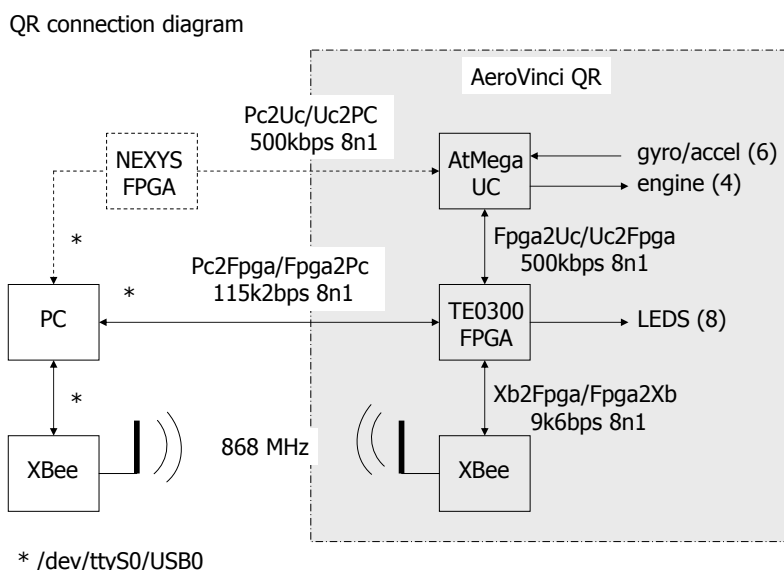 QR connection diagram
AeroVinci QR
Pc2Uc/Uc2PC
500kbps 8n1
NEXYS
FPGA
AtMega
UC
gyro/accel (6)
engine (4)
*
Fpga2Uc/Uc2Fpga
500kbps 8n1
Pc2Fpga/Fpga2Pc
115k2bps 8n1
*
PC
TE0300
FPGA
LEDS (8)
*
Xb2Fpga/Fpga2Xb
9k6bps 8n1
XBee
868 MHz
XBee
* /dev/ttyS0/USB0